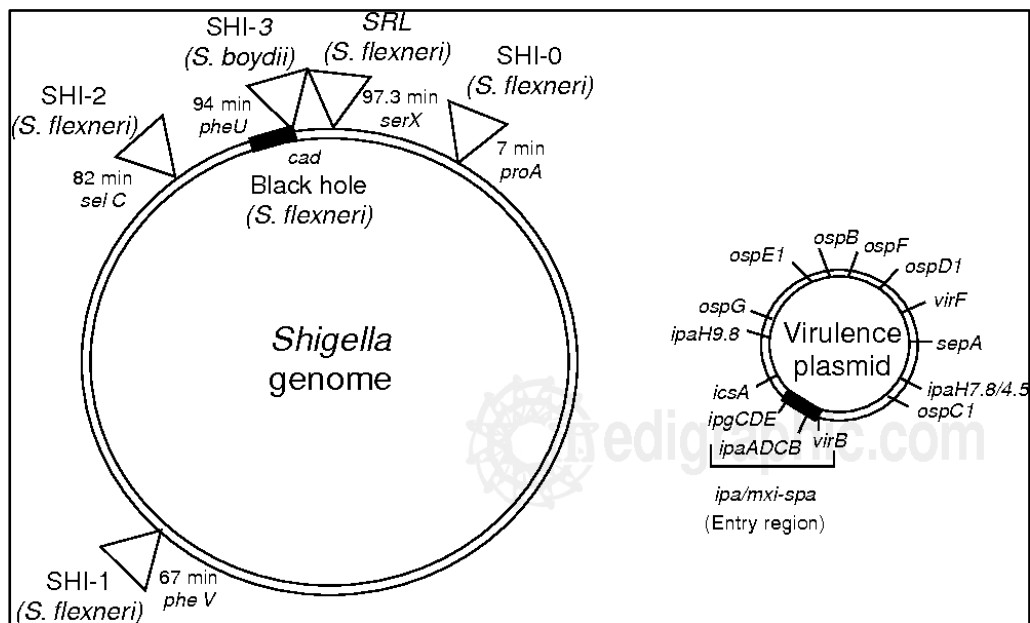 SHI-3
(S. boydii)
SRL
(S. flexneri)
SHI-0
(S. flexneri)
SHI-2
(S. flexneri)
94 min
pheU
97.3 min
serX
7 min
proA
82 min
sel C
cad
Black hole
(S. flexneri)
Shigella
genome
SHI-1
(S. flexneri)
67 min
phe V
ospE1
ospB
ospF
ospD1
ospG
virF
ipaH9.8
sepA
Virulence
plasmid
icsA
ipaH7.8/4.5
ospC1
ipgCDE
ipaADCB
virB
ipa/mxi-spa
(Entry region)
edigraphic.com